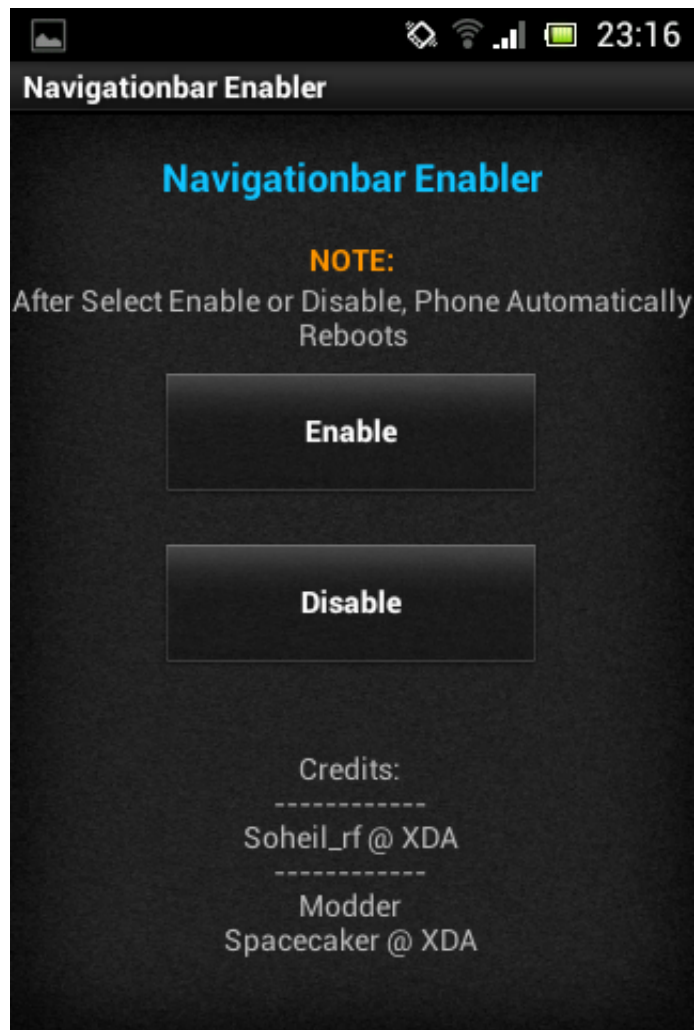 23:16
Navigationbar Enabler
Navigationbar Enabler
NOTE:
After Select Enable or Disable, Phone Automatically
Reboots
Enable
Disable
Credits:
------------
Soheil_rf @ XDA
------------
Modder
Spacecaker @ XDA